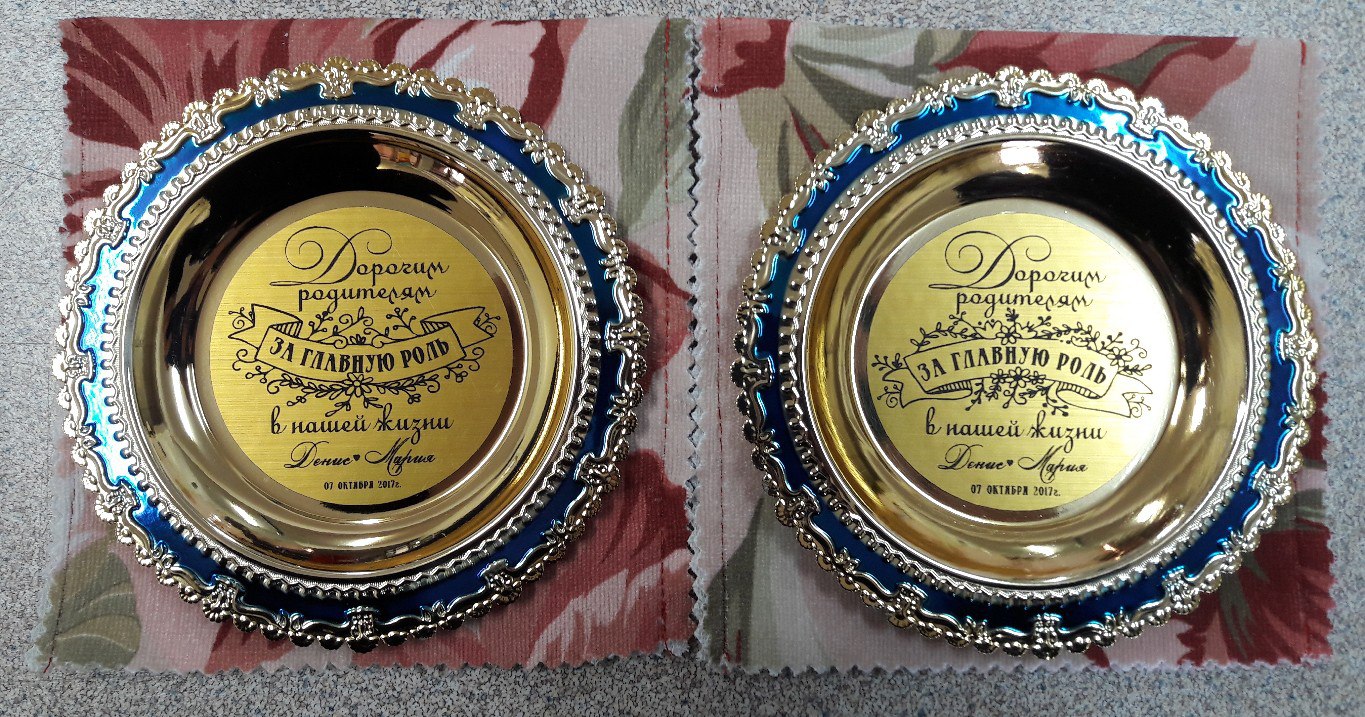 Дорогим
родителям
ЗА ГЛАВНУЮ РОЛЬ
в нашей жизни
Денис♥Мария
07 ОКТЯБРЯ 2017г.
Дорогим
родителям
ЗА ГЛАВНУЮ РОЛЬ
в нашей жизни
Денис♥Мария
07 ОКТЯБРЯ 2017г.